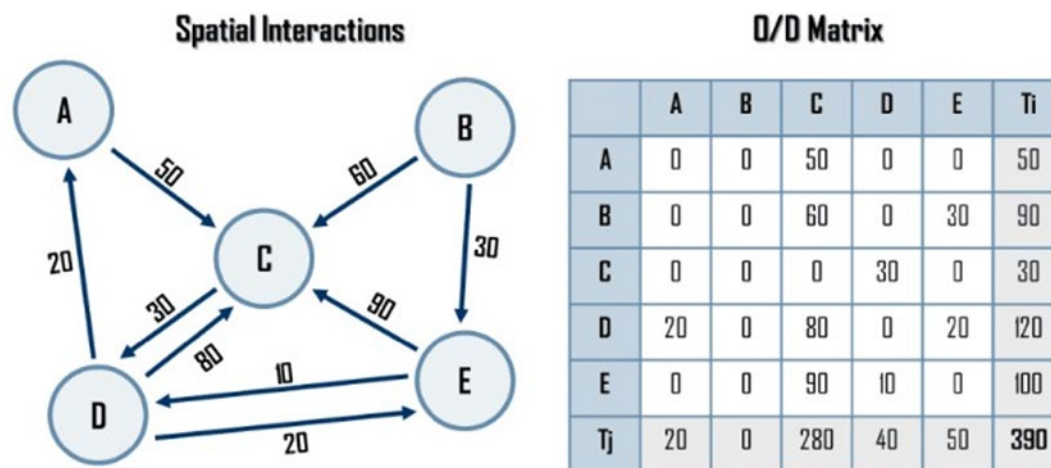 Spatial Interactions
O/D Matrix
A
B
C
D
E
50
60
20
30
30
80
90
10
20
A B C D E Ti
A 0 0 50 0 0 50
B 0 0 60 0 30 90
C 0 0 0 30 0 30
D 20 0 80 0 20 120
E 0 0 90 10 0 100
Tj 20 0 280 40 50 390